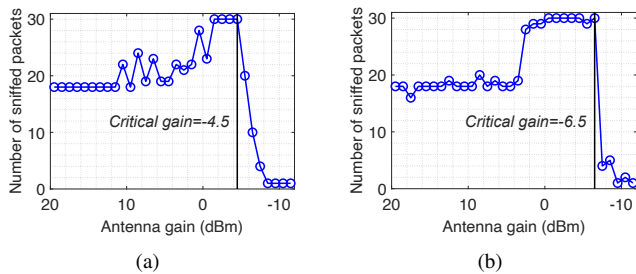 30
20
10
0
Number of sniffed packets
Critical gain=-4.5
20 10 0 -10
Antenna gain (dBm)
(a)
30
20
10
0
Number of sniffed packets
Critical gain=-6.5
20 10 0 -10
Antenna gain (dBm)
(b)